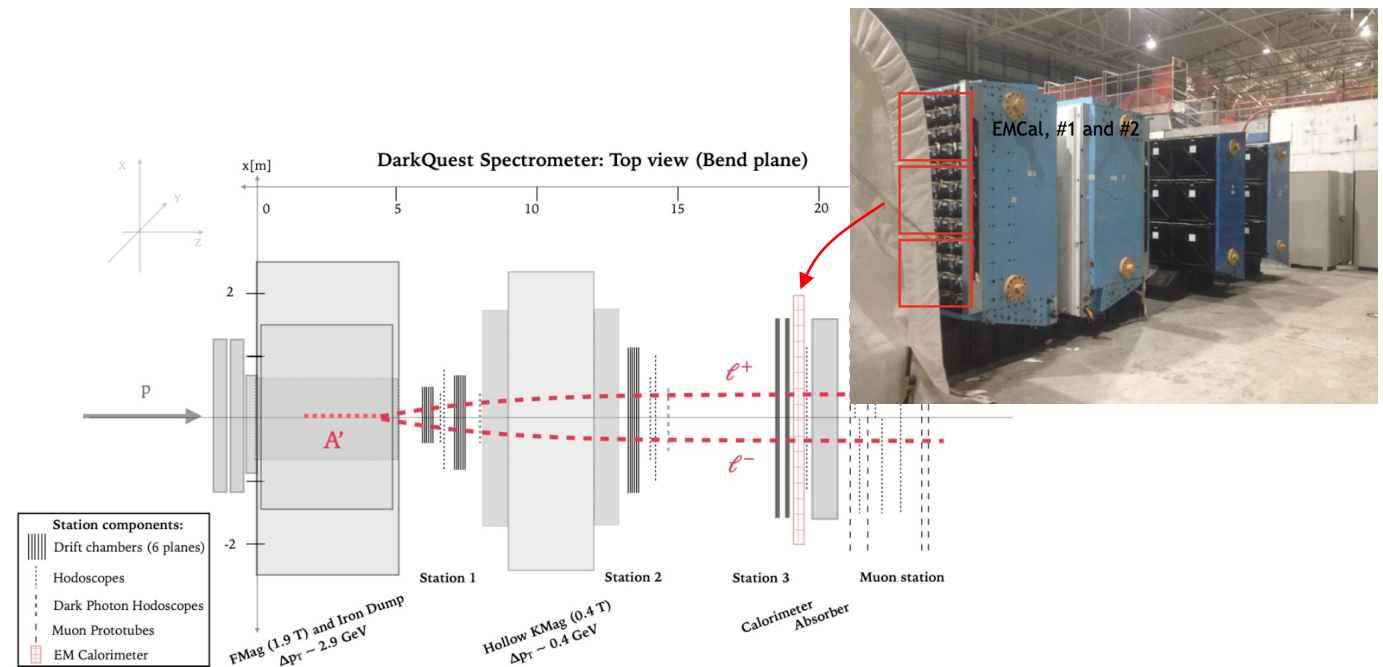 EMCal, #1 and #2
DarkQuest Spectrometer: Top view (Bend plane)
X
Y
Z
x[m]
0
5
10
15
20
2
-2
p
A'
ℓ+
ℓ−
Station components:
Drift chambers (6 planes)
Hodoscopes
Dark Photon Hodoscopes
Muon Prototubes
EM Calorimeter
Station 1
Station 2
Station 3
Muon station
FMag (1.9 T) and Iron Dump
ΔpT ~ 2.9 GeV
Hollow KMag (0.4 T)
ΔpT ~ 0.4 GeV
Calorimeter
Absorber